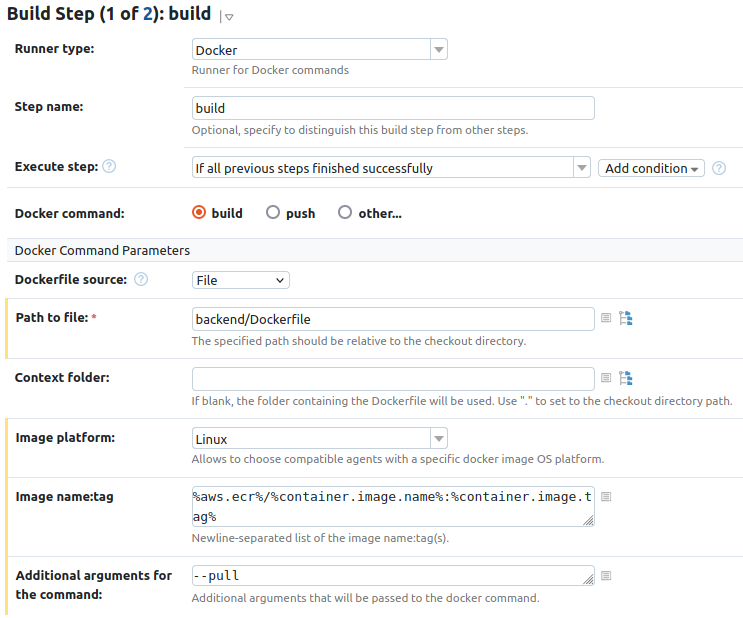 Build Step (1 of 2): build
Runner type:
Docker
Runner for Docker commands
Step name:
build
Optional, specify to distinguish this build step from other steps.
Execute step: ?
If all previous steps finished successfully
Add condition
?
Docker command:
build
push
other...
Docker Command Parameters
Dockerfile source: ?
File
Path to file: *
backend/Dockerfile
The specified path should be relative to the checkout directory.
Context folder:
If blank, the folder containing the Dockerfile will be used. Use "." to set to the checkout directory path.
Image platform:
Linux
Allows to choose compatible agents with a specific docker image OS platform.
Image name:tag
%aws.ecr%/%container.image.name%:%container.image.t
ag%
Newline-separated list of the image name:tag(s).
Additional arguments for
the command:
--pull
Additional arguments that will be passed to the docker command.